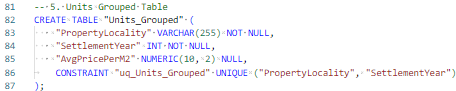 81 -- 5. Units Grouped Table
82 CREATE TABLE "Units_Grouped" (
83 "PropertyLocality" VARCHAR(255) NOT NULL,
84 "SettlementYear" INT NOT NULL,
85 "AvgPricePerM2" NUMERIC(10, 2) NULL,
86 CONSTRAINT "uq_Units_Grouped" UNIQUE ("PropertyLocality", "SettlementYear")
87 );